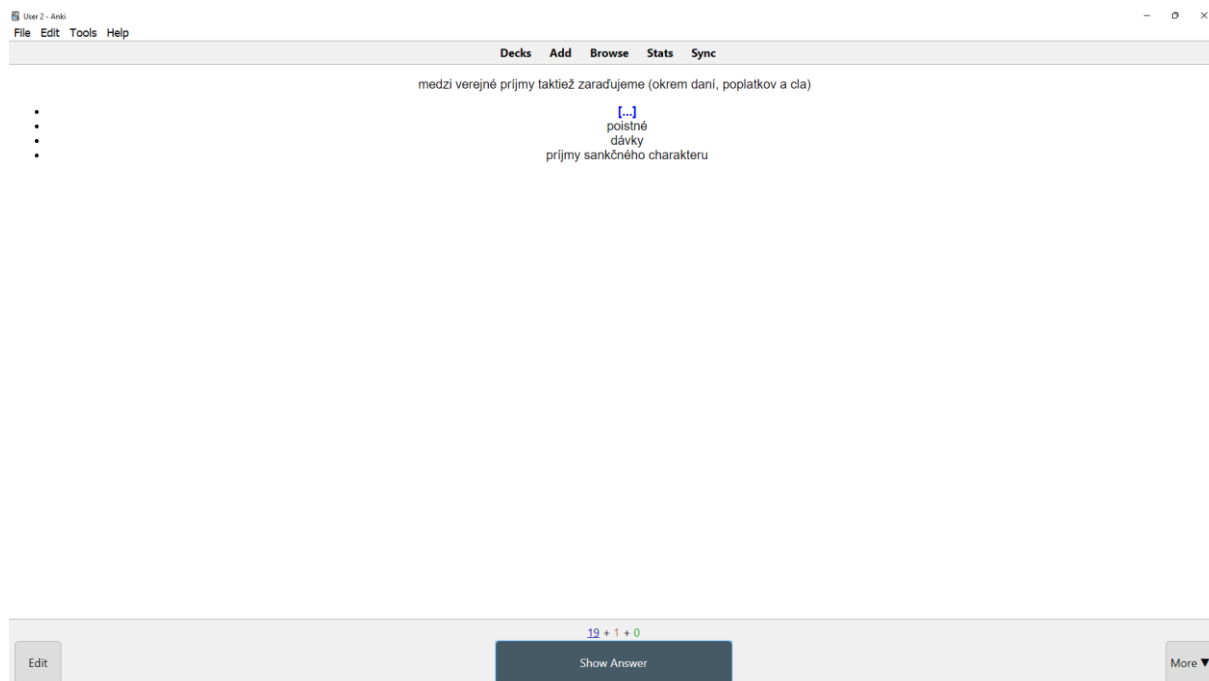 User 2 - Anki
File Edit Tools Help
Decks Add Browse Stats Sync
medzi verejné príjmy taktiež zaraďujeme (okrem daní, poplatkov a cla)
• [...]
• poistné
• dávky
• príjmy sankčného charakteru
19 + 1 + 0
Edit Show Answer More ▼